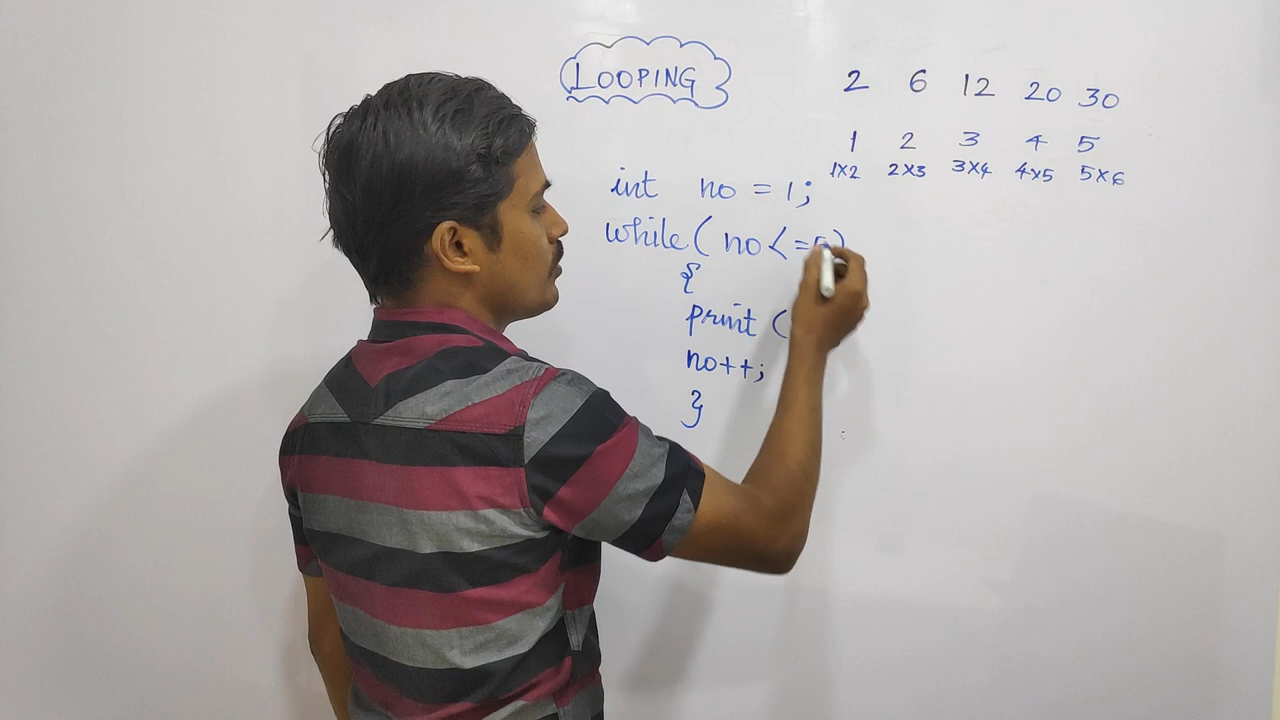 LOOPING
2 6 12 20 30
1 2 3 4 5
1x2 2x3 3x4 4x5 5x6
int no = 1;
while ( no < =5)
{
print (
no++;
}